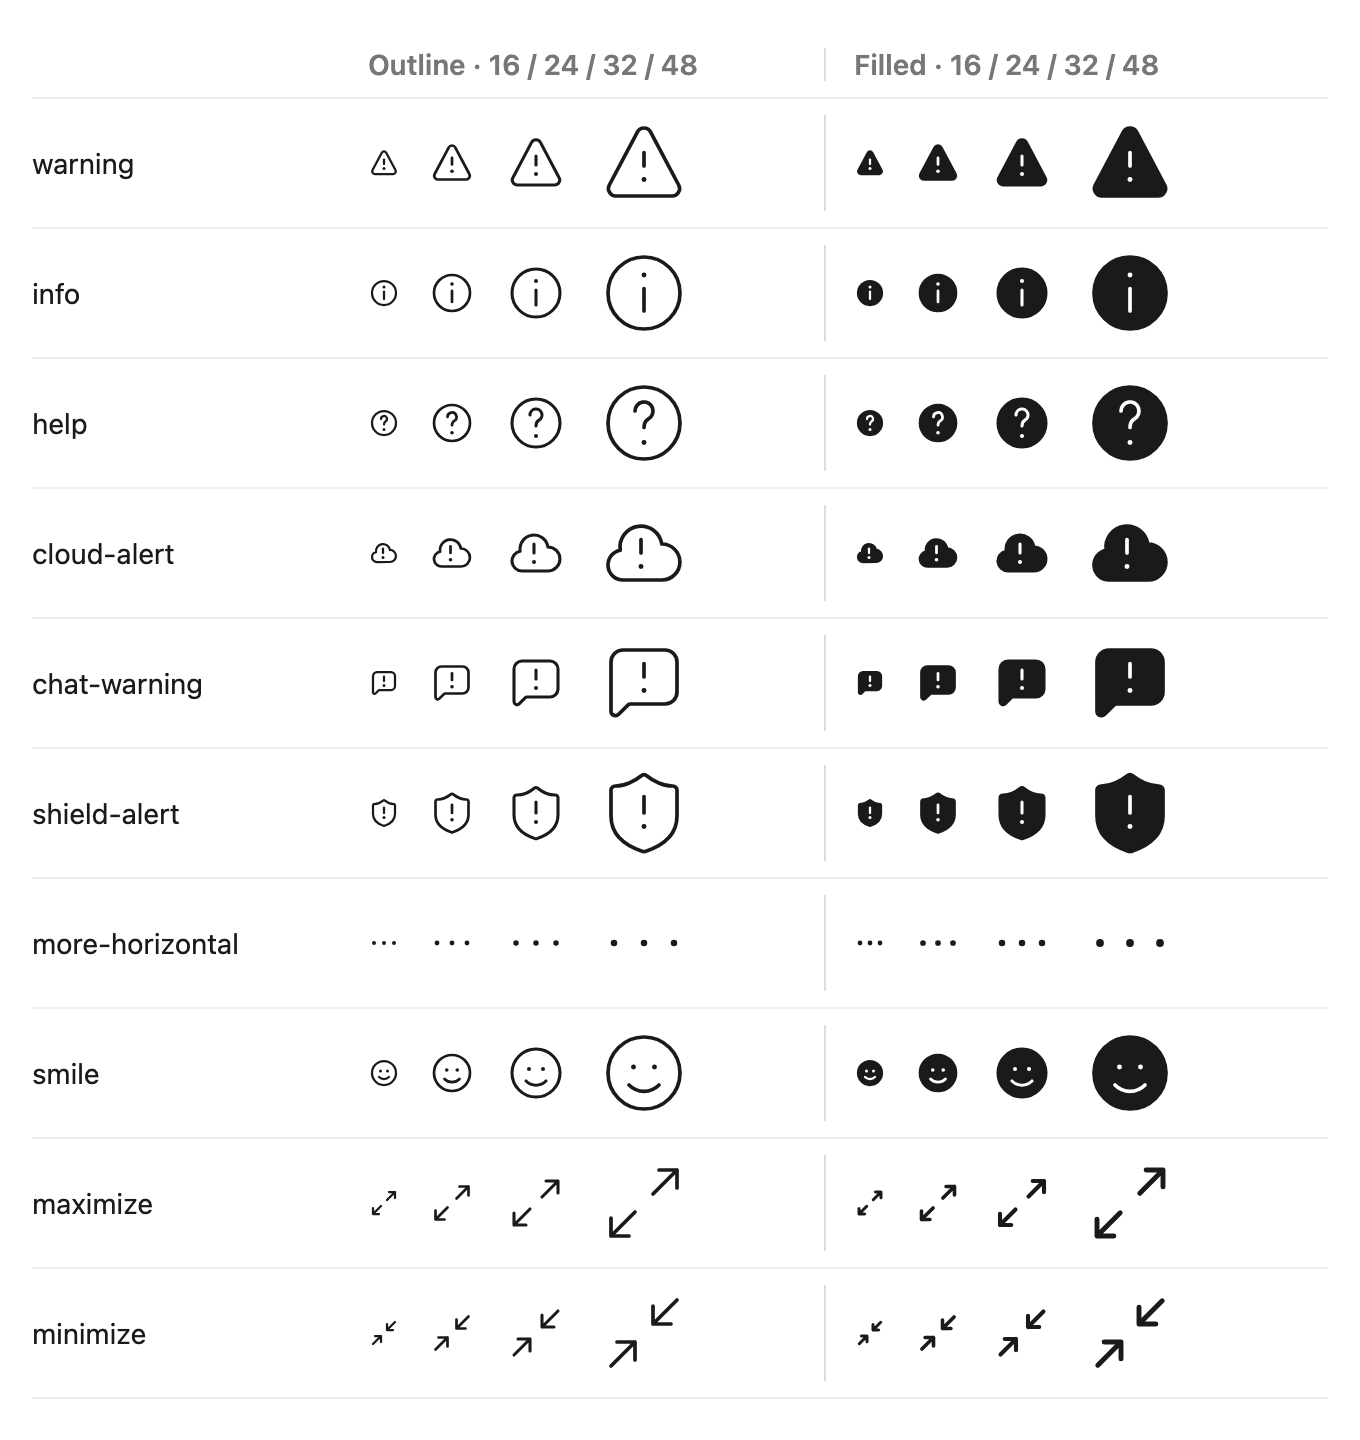 Outline · 16 / 24 / 32 / 48
Filled · 16 / 24 / 32 / 48
warning
info
help
cloud-alert
chat-warning
shield-alert
more-horizontal
smile
maximize
minimize